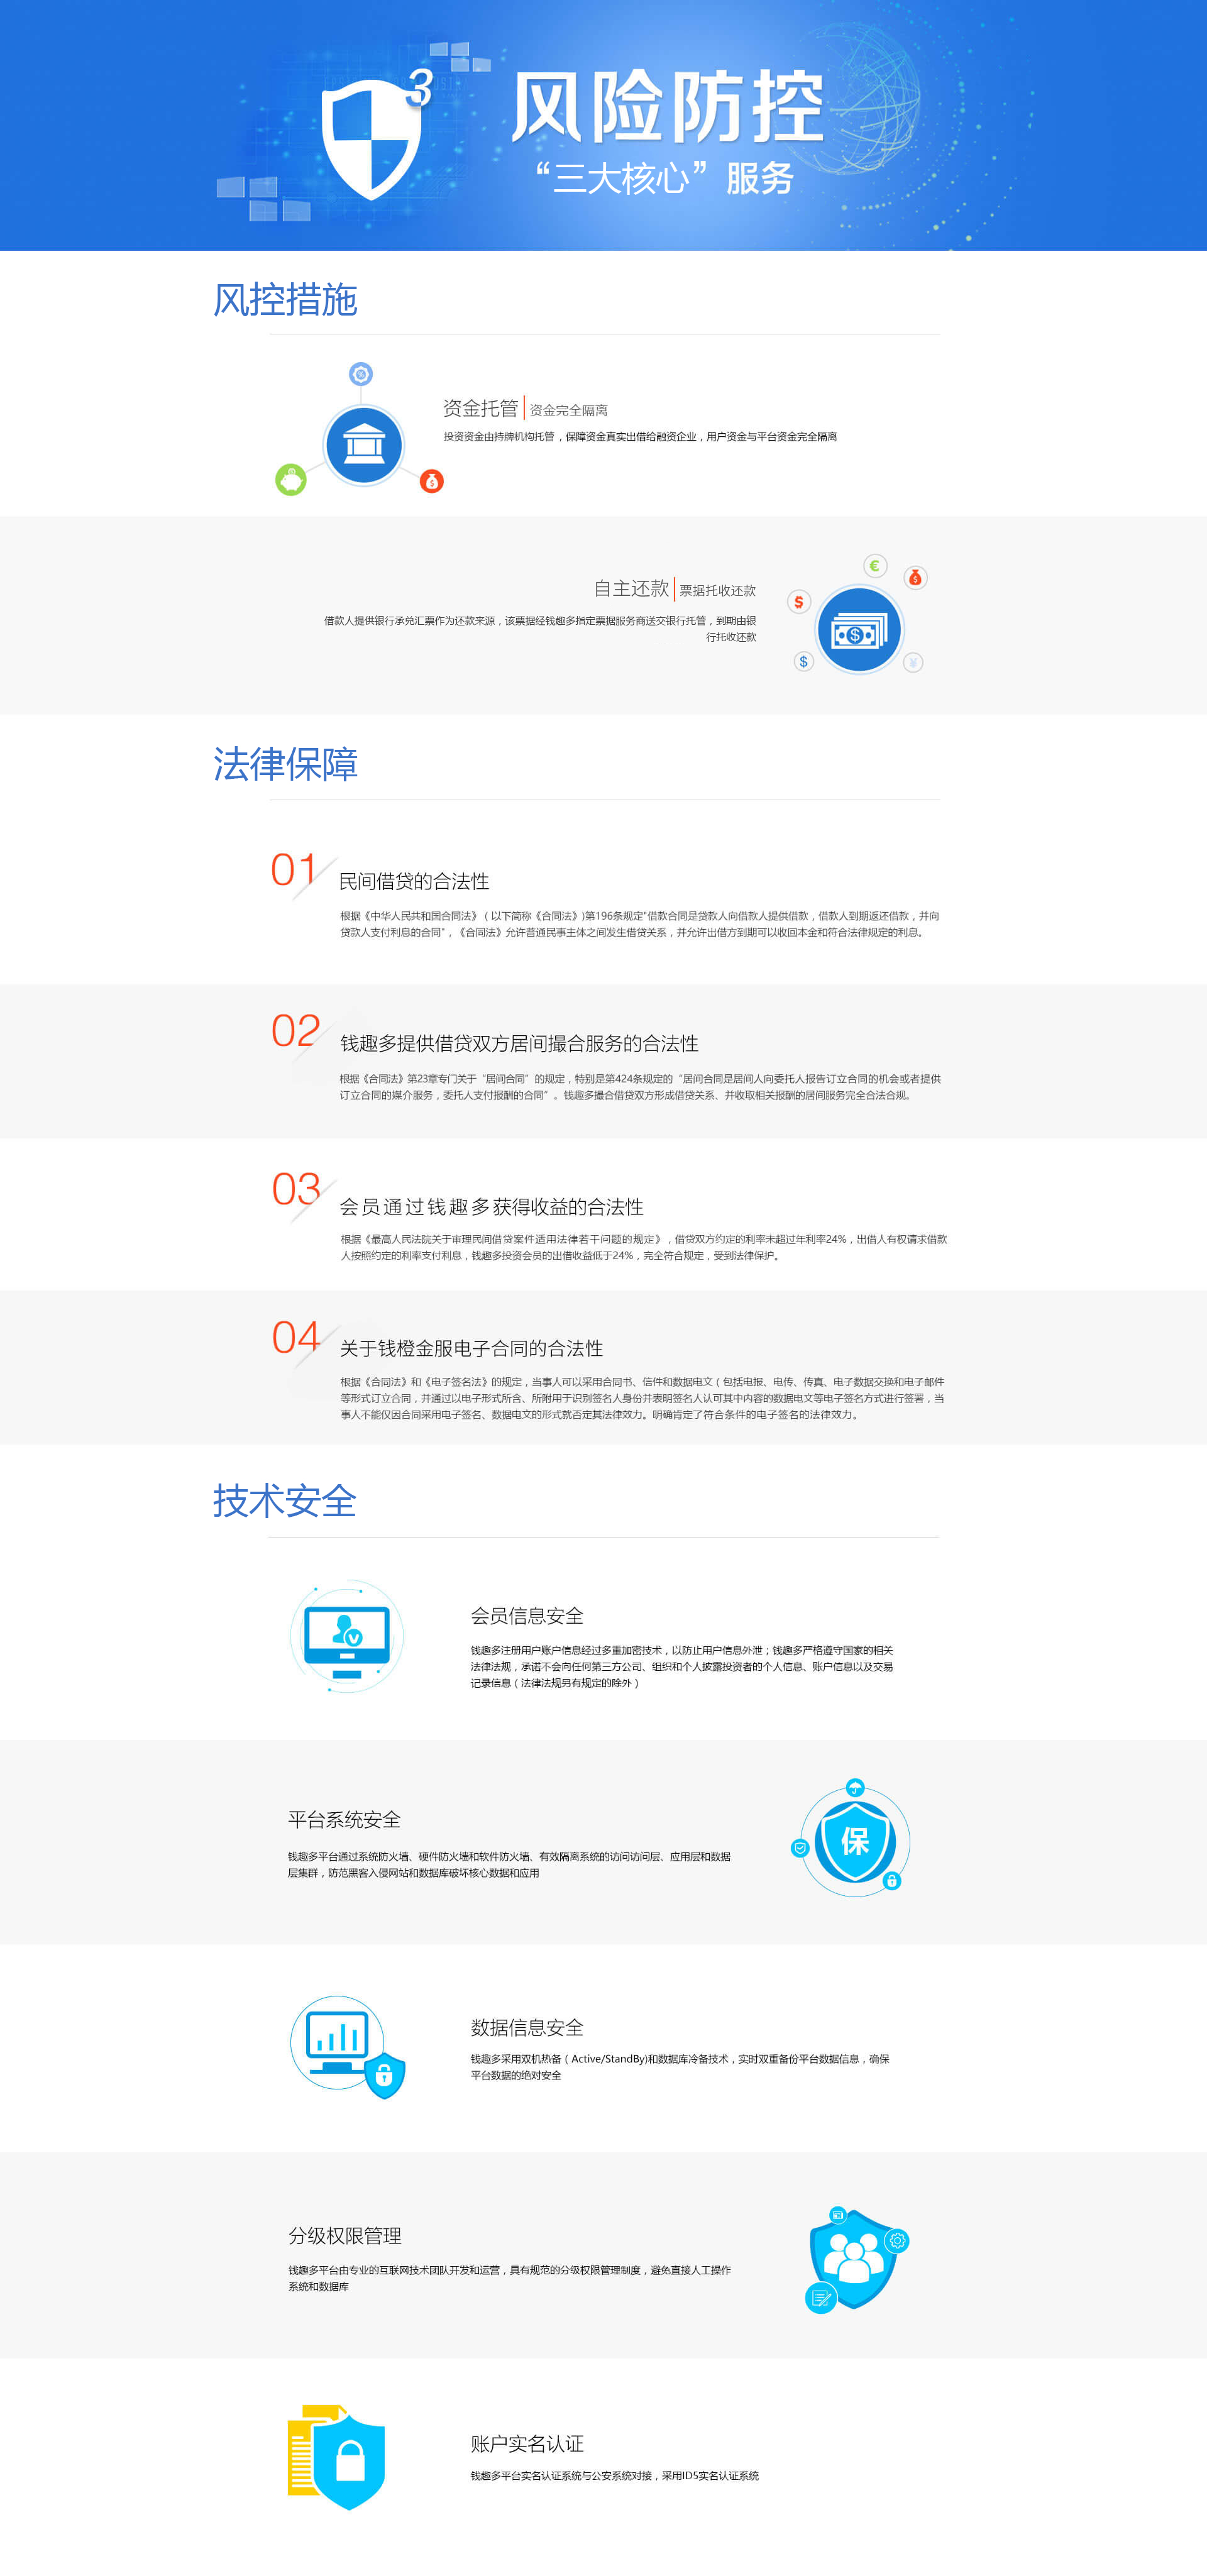 3
风险防控
“三大核心”服务
风控措施
资金托管 资金完全隔离
投资资金由持牌机构托管，保障资金真实出借给融资企业，用户资金与平台资金完全隔离
自主还款 票据托收还款
借款人提供银行承兑汇票作为还款来源，该票据经钱趣多指定票据服务商送交银行托管，到期由银
行托收还款
法律保障
01
民间借贷的合法性
根据《中华人民共和国合同法》（以下简称《合同法》)第196条规定"借款合同是贷款人向借款人提供借款，借款人到期返还借款，并向
贷款人支付利息的合同"，《合同法》允许普通民事主体之间发生借贷关系，并允许出借方到期可以收回本金和符合法律规定的利息。
02
钱趣多提供借贷双方居间撮合服务的合法性
根据《合同法》第23章专门关于“居间合同”的规定，特别是第424条规定的“居间合同是居间人向委托人报告订立合同的机会或者提供
订立合同的媒介服务，委托人支付报酬的合同”。钱趣多撮合借贷双方形成借贷关系、并收取相关报酬的居间服务完全合法合规。
03
会员通过钱趣多获得收益的合法性
根据《最高人民法院关于审理民间借贷案件适用法律若干问题的规定》，借贷双方约定的利率未超过年利率24%，出借人有权请求借款
人按照约定的利率支付利息，钱趣多投资会员的出借收益低于24%，完全符合规定，受到法律保护。
04
关于钱橙金服电子合同的合法性
根据《合同法》和《电子签名法》的规定，当事人可以采用合同书、信件和数据电文（包括电报、电传、传真、电子数据交换和电子邮件
等形式订立合同，并通过以电子形式所含、所附用于识别签名人身份并表明签名人认可其中内容的数据电文等电子签名方式进行签署，当
事人不能仅因合同采用电子签名、数据电文的形式就否定其法律效力。明确肯定了符合条件的电子签名的法律效力。
技术安全
会员信息安全
钱趣多注册用户账户信息经过多重加密技术，以防止用户信息外泄；钱趣多严格遵守国家的相关
法律法规，承诺不会向任何第三方公司、组织和个人披露投资者的个人信息、账户信息以及交易
记录信息（法律法规另有规定的除外）
平台系统安全
钱趣多平台通过系统防火墙、硬件防火墙和软件防火墙、有效隔离系统的访问访问层、应用层和数据
层集群，防范黑客入侵网站和数据库破坏核心数据和应用
保
数据信息安全
钱趣多采用双机热备（Active/StandBy)和数据库冷备技术，实时双重备份平台数据信息，确保
平台数据的绝对安全
分级权限管理
钱趣多平台由专业的互联网技术团队开发和运营，具有规范的分级权限管理制度，避免直接人工操作
系统和数据库
账户实名认证
钱趣多平台实名认证系统与公安系统对接，采用ID5实名认证系统